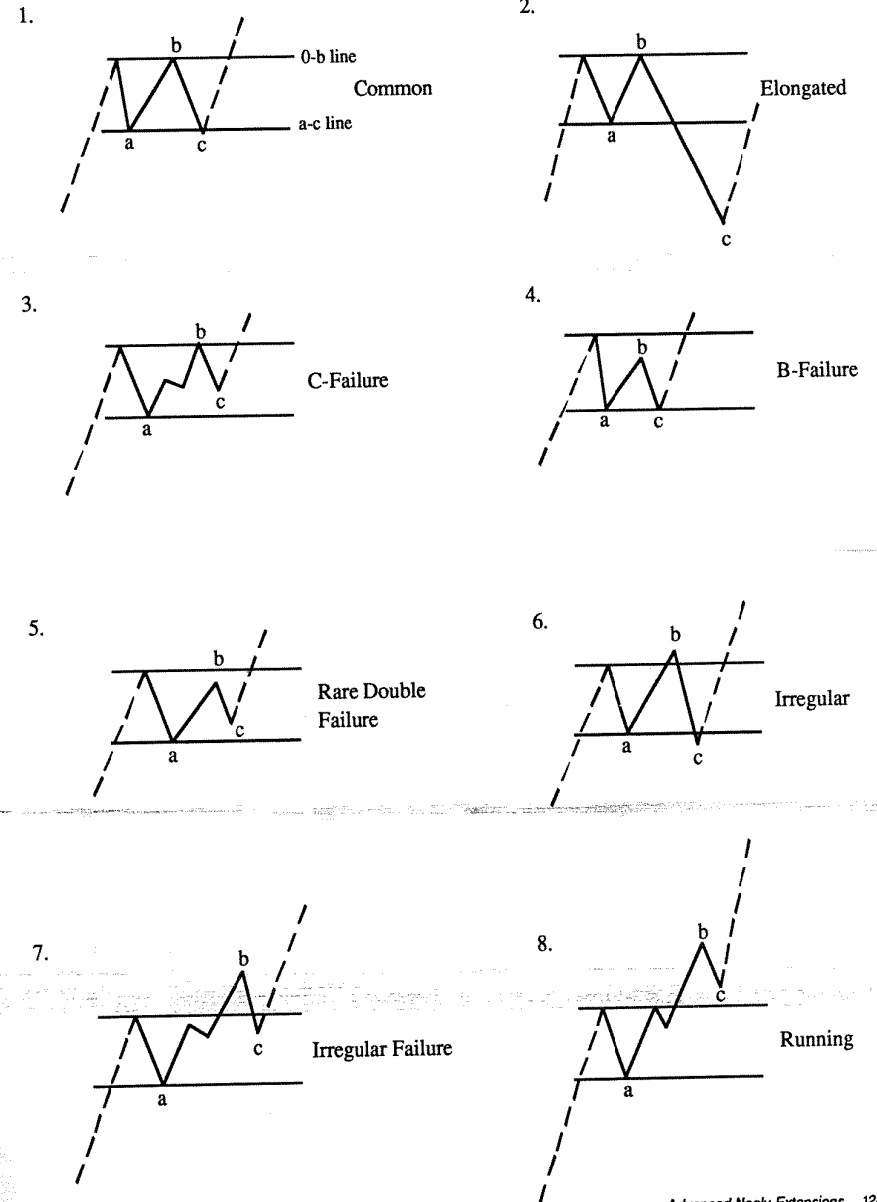 1.
b
0-b line
Common
a-c line
a
c
2.
b
Elongated
a
c
3.
b
C-Failure
c
a
4.
b
B-Failure
a
c
5.
b
Rare Double
Failure
c
a
6.
b
Irregular
a
c
7.
b
c
Irregular Failure
a
8.
b
c
Running
a
Advanced Neely Extensions 12